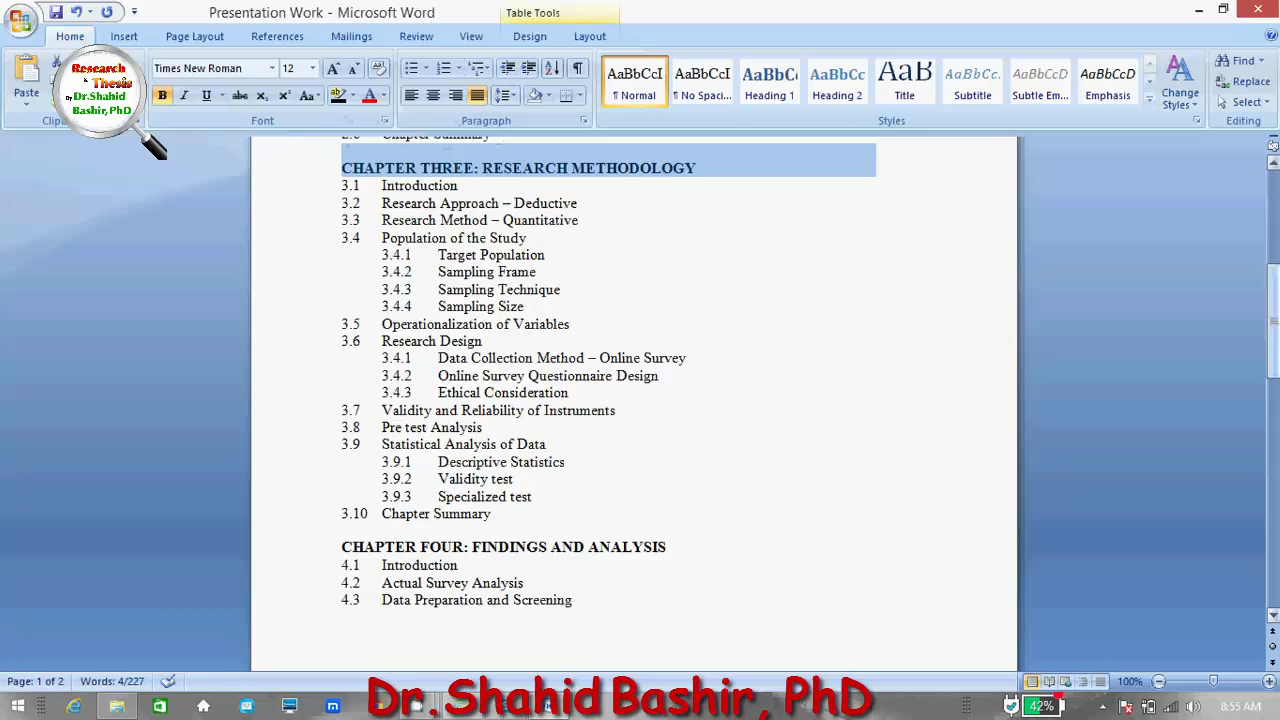 Presentation Work - Microsoft Word
Table Tools
Home
Insert
Page Layout
References
Mailings
Review
View
Design
Layout
Research
& Thesis
By Dr.Shahid
Bashir, PhD
Paste
Times New Roman
12
Font
Paragraph
AaBbCcI
¶ Normal
AaBbCcI
¶ No Spaci...
AaBbC
Heading 1
AaBbCc
Heading 2
AaB
Title
AaBbCc.
Subtitle
AaBbCcD
Subtle Em...
AaBbCcD
Emphasis
Change
Styles
Styles
Find
Replace
Select
Editing
Chapter Summary
CHAPTER THREE: RESEARCH METHODOLOGY
3.1 Introduction
3.2 Research Approach – Deductive
3.3 Research Method – Quantitative
3.4 Population of the Study
3.4.1 Target Population
3.4.2 Sampling Frame
3.4.3 Sampling Technique
3.4.4 Sampling Size
3.5 Operationalization of Variables
3.6 Research Design
3.4.1 Data Collection Method – Online Survey
3.4.2 Online Survey Questionnaire Design
3.4.3 Ethical Consideration
3.7 Validity and Reliability of Instruments
3.8 Pre test Analysis
3.9 Statistical Analysis of Data
3.9.1 Descriptive Statistics
3.9.2 Validity test
3.9.3 Specialized test
3.10 Chapter Summary
CHAPTER FOUR: FINDINGS AND ANALYSIS
4.1 Introduction
4.2 Actual Survey Analysis
4.3 Data Preparation and Screening
Page: 1 of 2
Words: 4/227
100%
Dr.Shahid Bashir, PhD
42%
8:55 AM